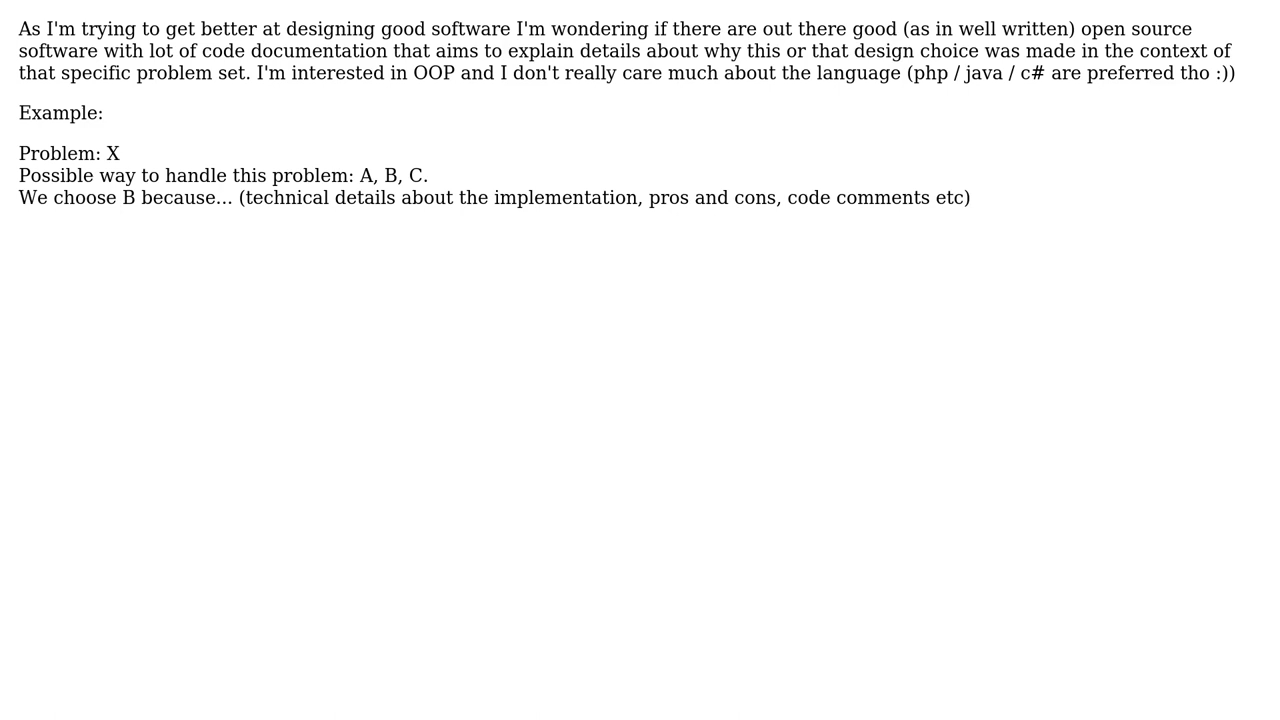 As I'm trying to get better at designing good software I'm wondering if there are out there good (as in well written) open source
software with lot of code documentation that aims to explain details about why this or that design choice was made in the context of
that specific problem set. I'm interested in OOP and I don't really care much about the language (php / java / c# are preferred tho :))
Example:
Problem: X
Possible way to handle this problem: A, B, C.
We choose B because... (technical details about the implementation, pros and cons, code comments etc)